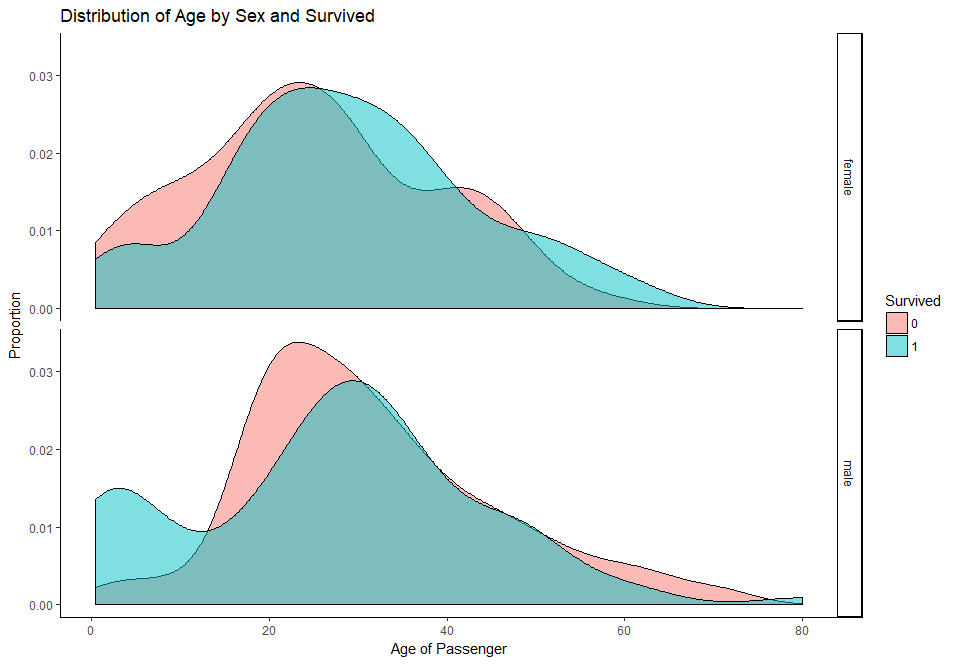 Distribution of Age by Sex and Survived
Proportion
0.03
0.02
0.01
0.00
female
0.03
0.02
0.01
0.00
male
0
20
40
60
80
Age of Passenger
Survived
0
1